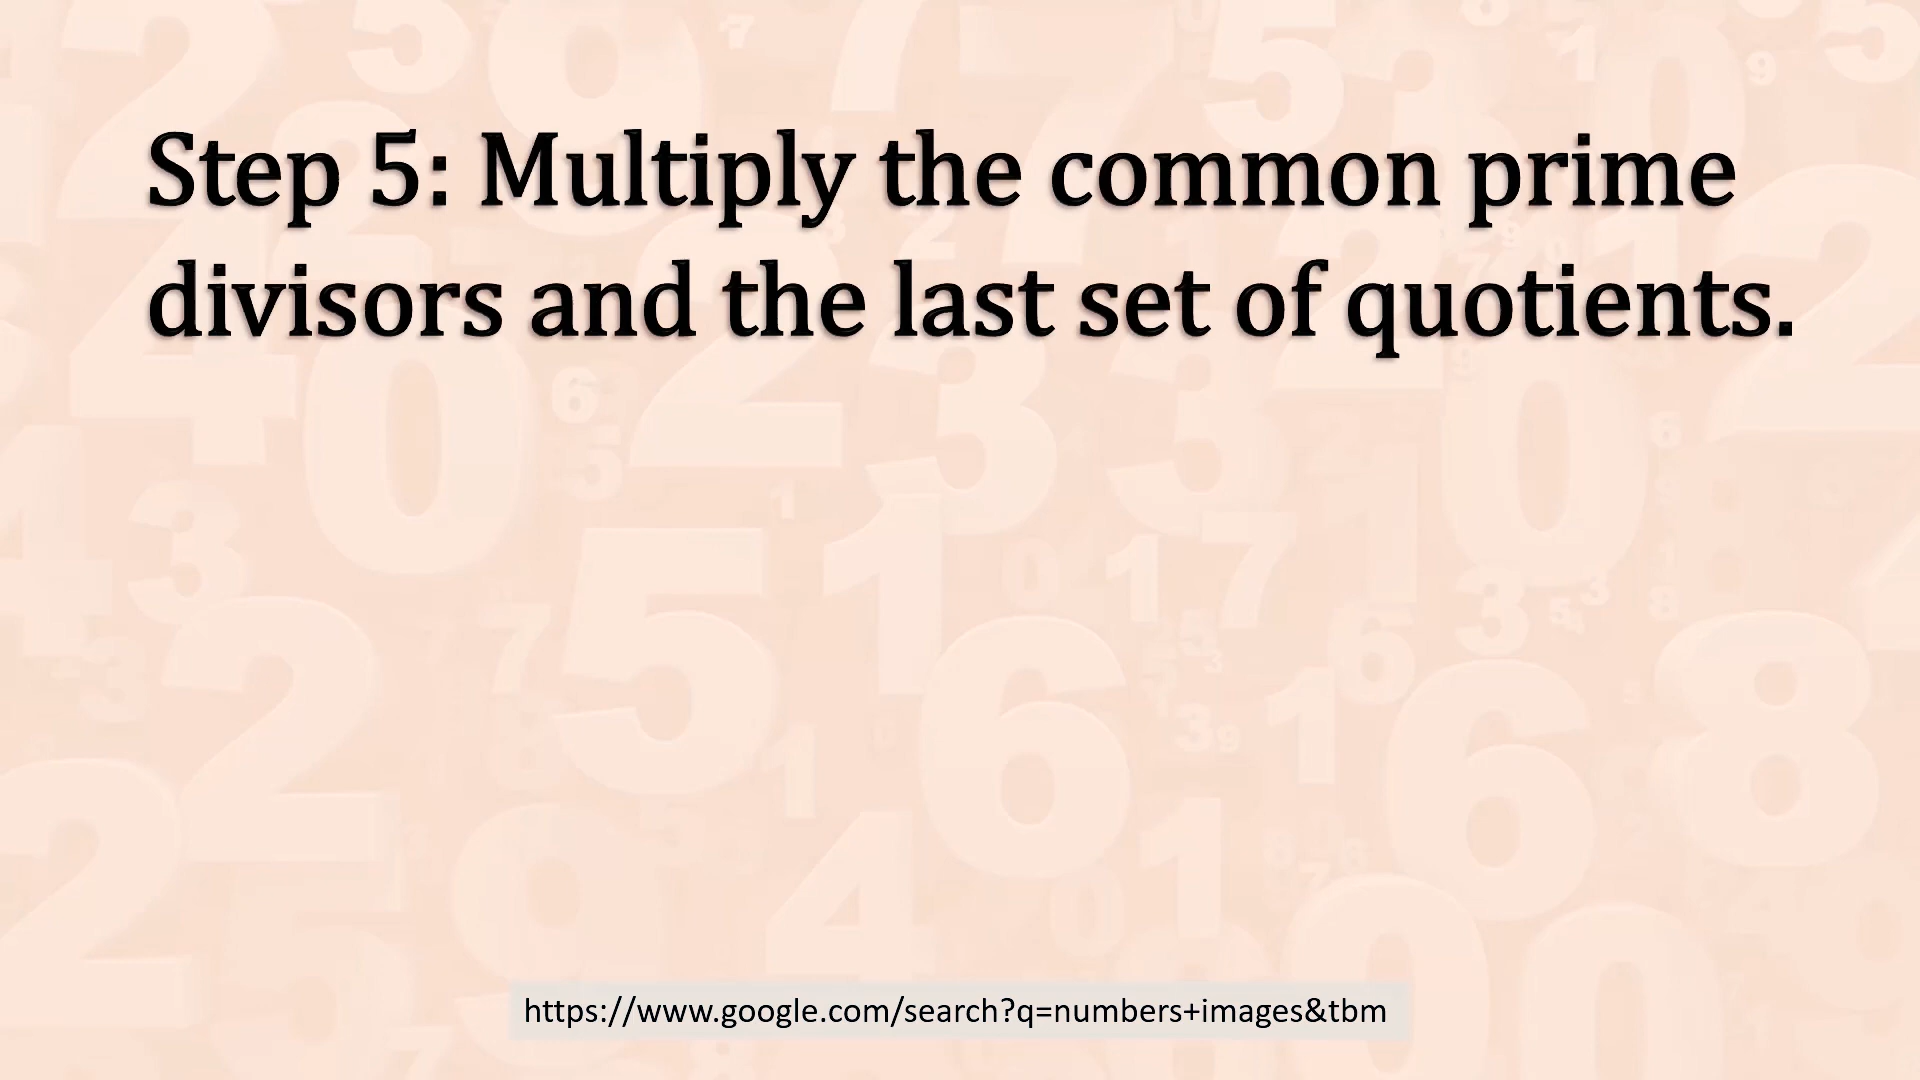 Step 5: Multiply the common prime
divisors and the last set of quotients.
https://www.google.com/search?q=numbers+images&tbm